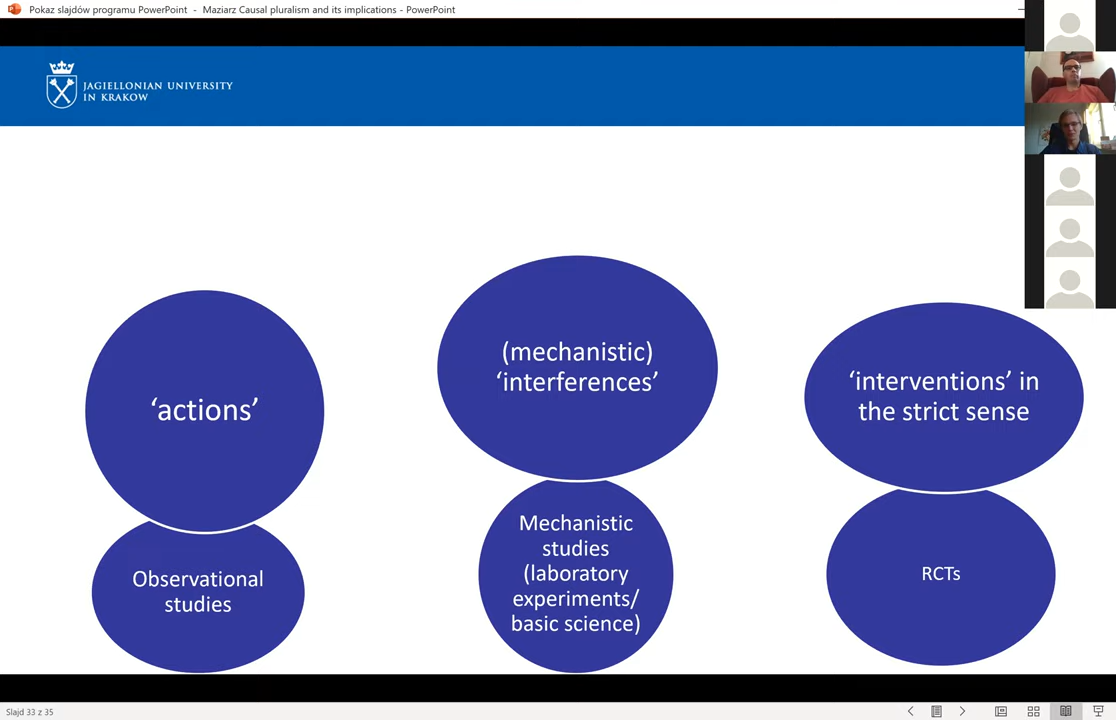 Pokaz slajdów programu PowerPoint - Maziarz Causal pluralism and its implications - PowerPoint
JAGIELLONIAN UNIVERSITY
IN KRAKOW
‘actions’
(mechanistic)
‘interferences’
‘interventions’ in
the strict sense
Observational
studies
Mechanistic
studies
(laboratory
experiments/
basic science)
RCTs
Slajd 33 z 35